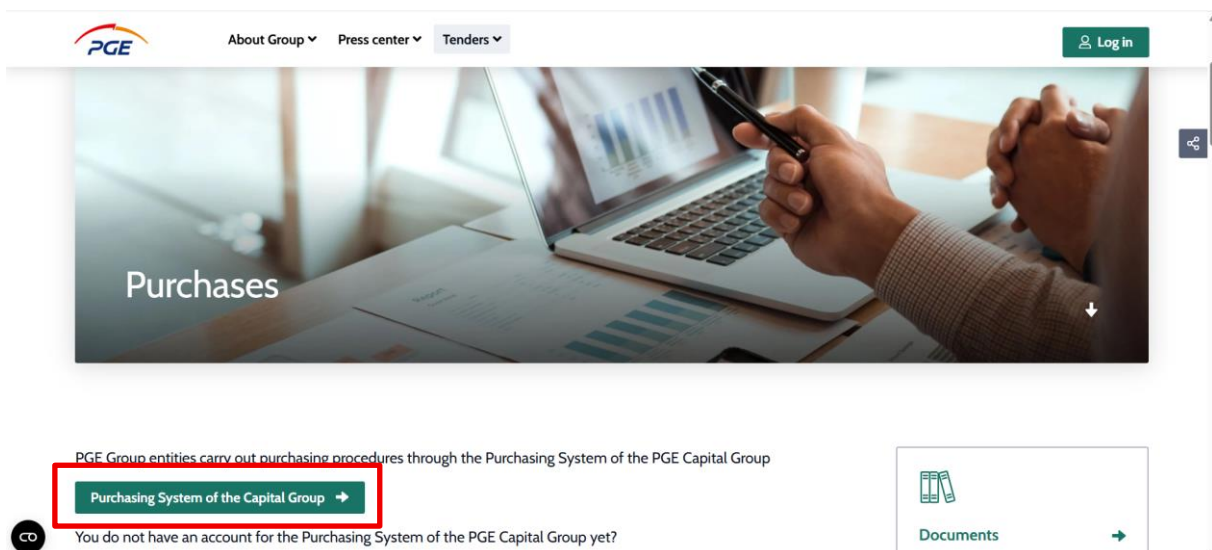 PGE
About Group
Press center
Tenders
Log in
Report
Purchases
PGE Group entities carry out purchasing procedures through the Purchasing System of the PGE Capital Group
Purchasing System of the Capital Group
You do not have an account for the Purchasing System of the PGE Capital Group yet?
Documents